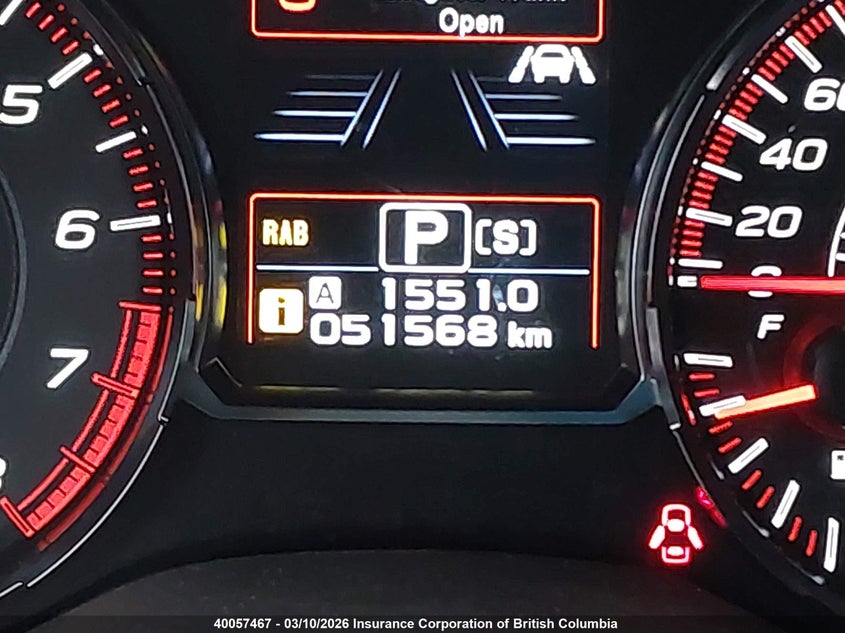 Open
5
60
40
6
RAB P [S]
20
A 1551.0
i 051568 km
F
7
40057467 - 03/10/2026 Insurance Corporation of British Columbia